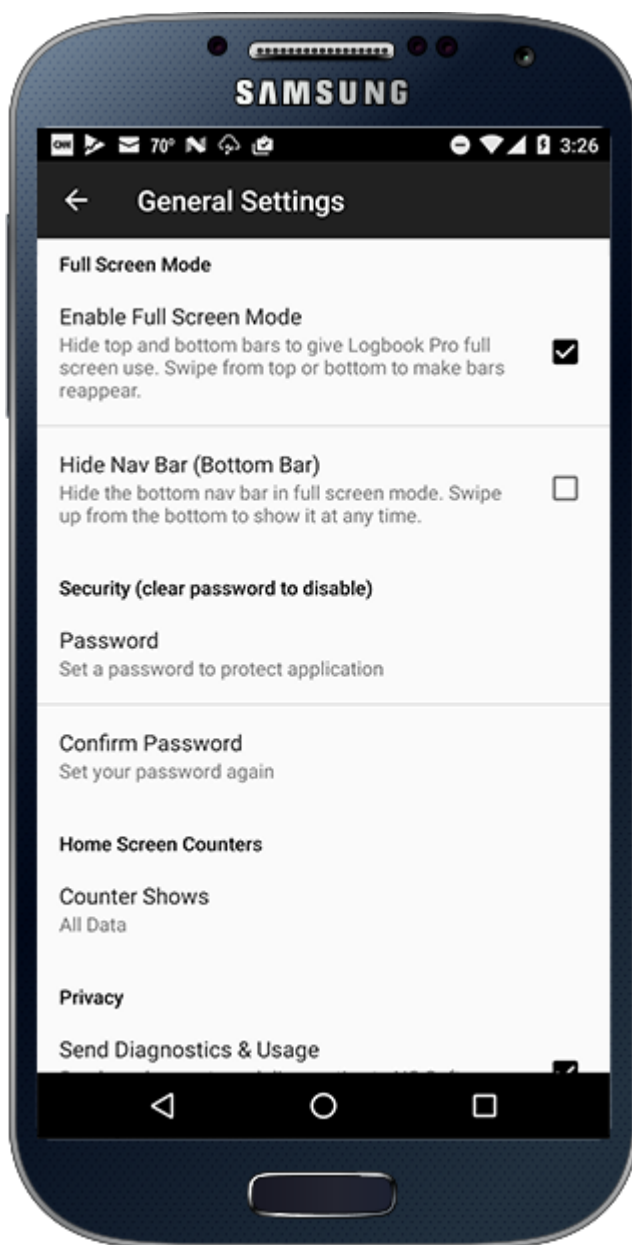 SAMSUNG
CNN 70° 3:26
General Settings
Full Screen Mode
Enable Full Screen Mode
Hide top and bottom bars to give Logbook Pro full
screen use. Swipe from top or bottom to make bars
reappear.
Hide Nav Bar (Bottom Bar)
Hide the bottom nav bar in full screen mode. Swipe
up from the bottom to show it at any time.
Security (clear password to disable)
Password
Set a password to protect application
Confirm Password
Set your password again
Home Screen Counters
Counter Shows
All Data
Privacy
Send Diagnostics & Usage